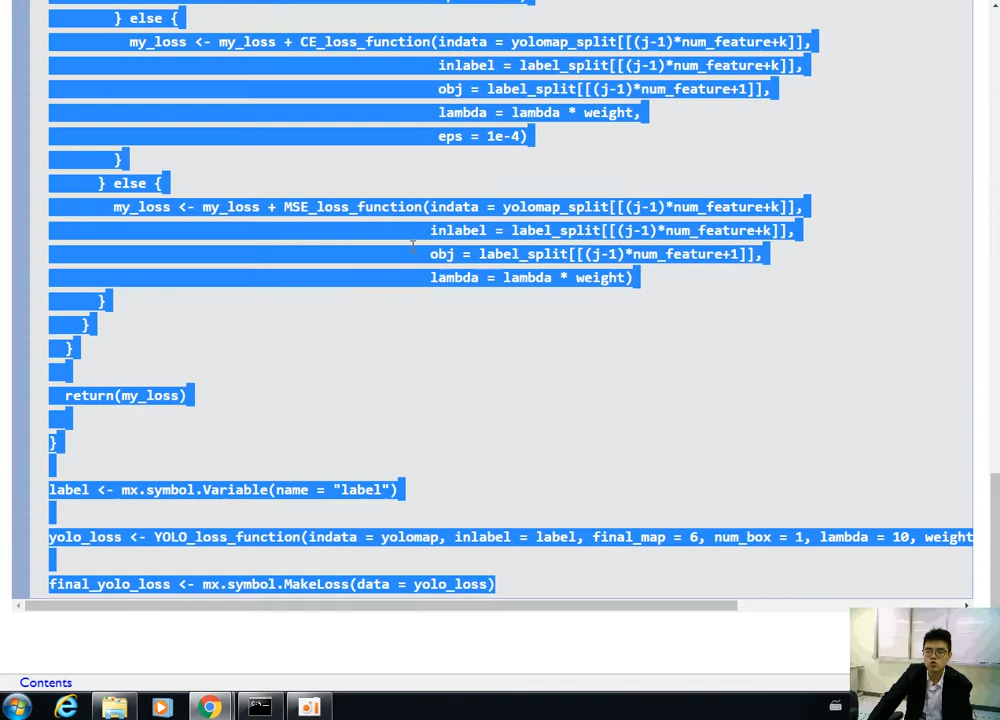 } else {
my_loss <- my_loss + CE_loss_function(indata = yolomap_split[[(j-1)*num_feature+k]],
inlabel = label_split[[(j-1)*num_feature+k]],
obj = label_split[[(j-1)*num_feature+1]],
lambda = lambda * weight,
eps = 1e-4)
}
} else {
my_loss <- my_loss + MSE_loss_function(indata = yolomap_split[[(j-1)*num_feature+k]],
inlabel = label_split[[(j-1)*num_feature+k]],
obj = label_split[[(j-1)*num_feature+1]],
lambda = lambda * weight)
}
}
}
return(my_loss)
}
label <- mx.symbol.Variable(name = "label")
yolo_loss <- YOLO_loss_function(indata = yolomap, inlabel = label, final_map = 6, num_box = 1, lambda = 10, weight
final_yolo_loss <- mx.symbol.MakeLoss(data = yolo_loss)
Contents